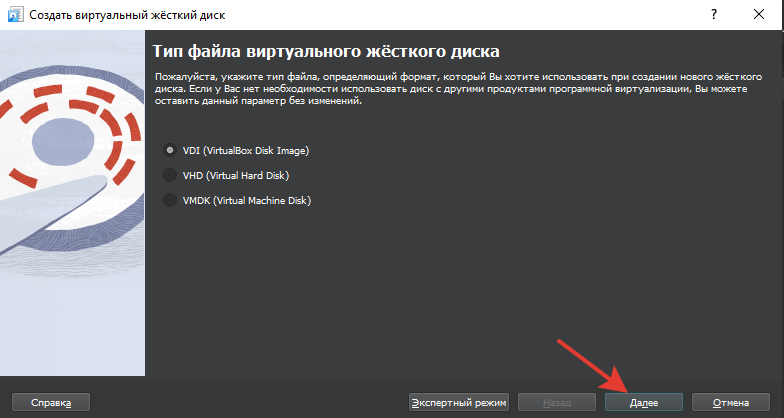 Создать виртуальный жёсткий диск
?
Тип файла виртуального жёсткого диска
Пожалуйста, укажите тип файла, определяющий формат, который Вы хотите использовать при создании нового жёсткого
диска. Если у Вас нет необходимости использовать диск с другими продуктами программной виртуализации, Вы можете
оставить данный параметр без изменений.
VDI (VirtualBox Disk Image)
VHD (Virtual Hard Disk)
VMDK (Virtual Machine Disk)
Справка
Экспертный режим
Назад
Далее
Отмена